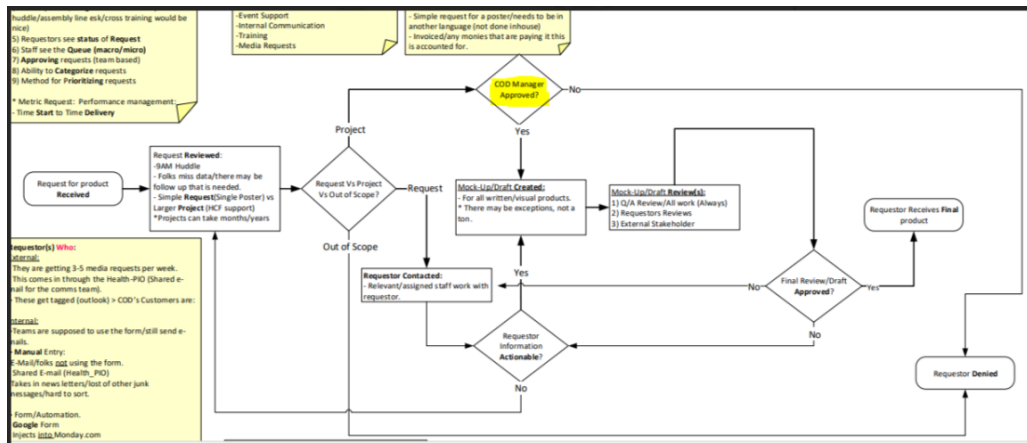 huddle/assembly line esk/cross training would be
nice)
5) Requestors see status of Request
6) Staff see the Queue (macro/micro)
7) Approving requests (team based)
8) Ability to Categorize requests
9) Method for Prioritizing requests
* Metric Request: Performance management:
- Time Start to Time Delivery
-Event Support
-Internal Communication
-Training
-Media Requests
- Simple request for a poster/needs to be in
another language (not done inhouse)
- Invoiced/any monies that are paying it this
is accounted for.
COD Manager
Approved?
No
Yes
Project
Request for product
Received
Request Reviewed:
-9AM Huddle
- Folks miss data/there may be
follow up that is needed.
- Simple Request(Single Poster) vs
Larger Project (HCF support)
*Projects can take months/years
Request Vs Project
Vs Out of Scope?
Request
Out of Scope
Mock-Up/Draft Created:
- For all written/visual products.
* There may be exceptions, not a
ton.
Mock-Up/Draft Review(s):
1) Q/A Review/All work (Always)
2) Requestors Reviews
3) External Stakeholder
Requestor Receives Final
product
Yes
Requestor Contacted:
- Relevant/assigned staff work with
requestor.
No
Final Review/Draft
Approved?
Yes
No
Requestor
Information
Actionable?
No
Requestor Denied
Requestor(s) Who:
External:
They are getting 3-5 media requests per week.
This comes in through the Health-PIO (Shared e-
mail for the comms team).
- These get tagged (outlook) > COD's Customers are:
Internal:
-Teams are supposed to use the form/still send e-
mails.
- Manual Entry:
E-Mail/folks not using the form.
Shared E-mail (Health_PIO)
Takes in news letters/lost of other junk
messages/hard to sort.
- Form/Automation.
Google Form
Injects into Monday.com